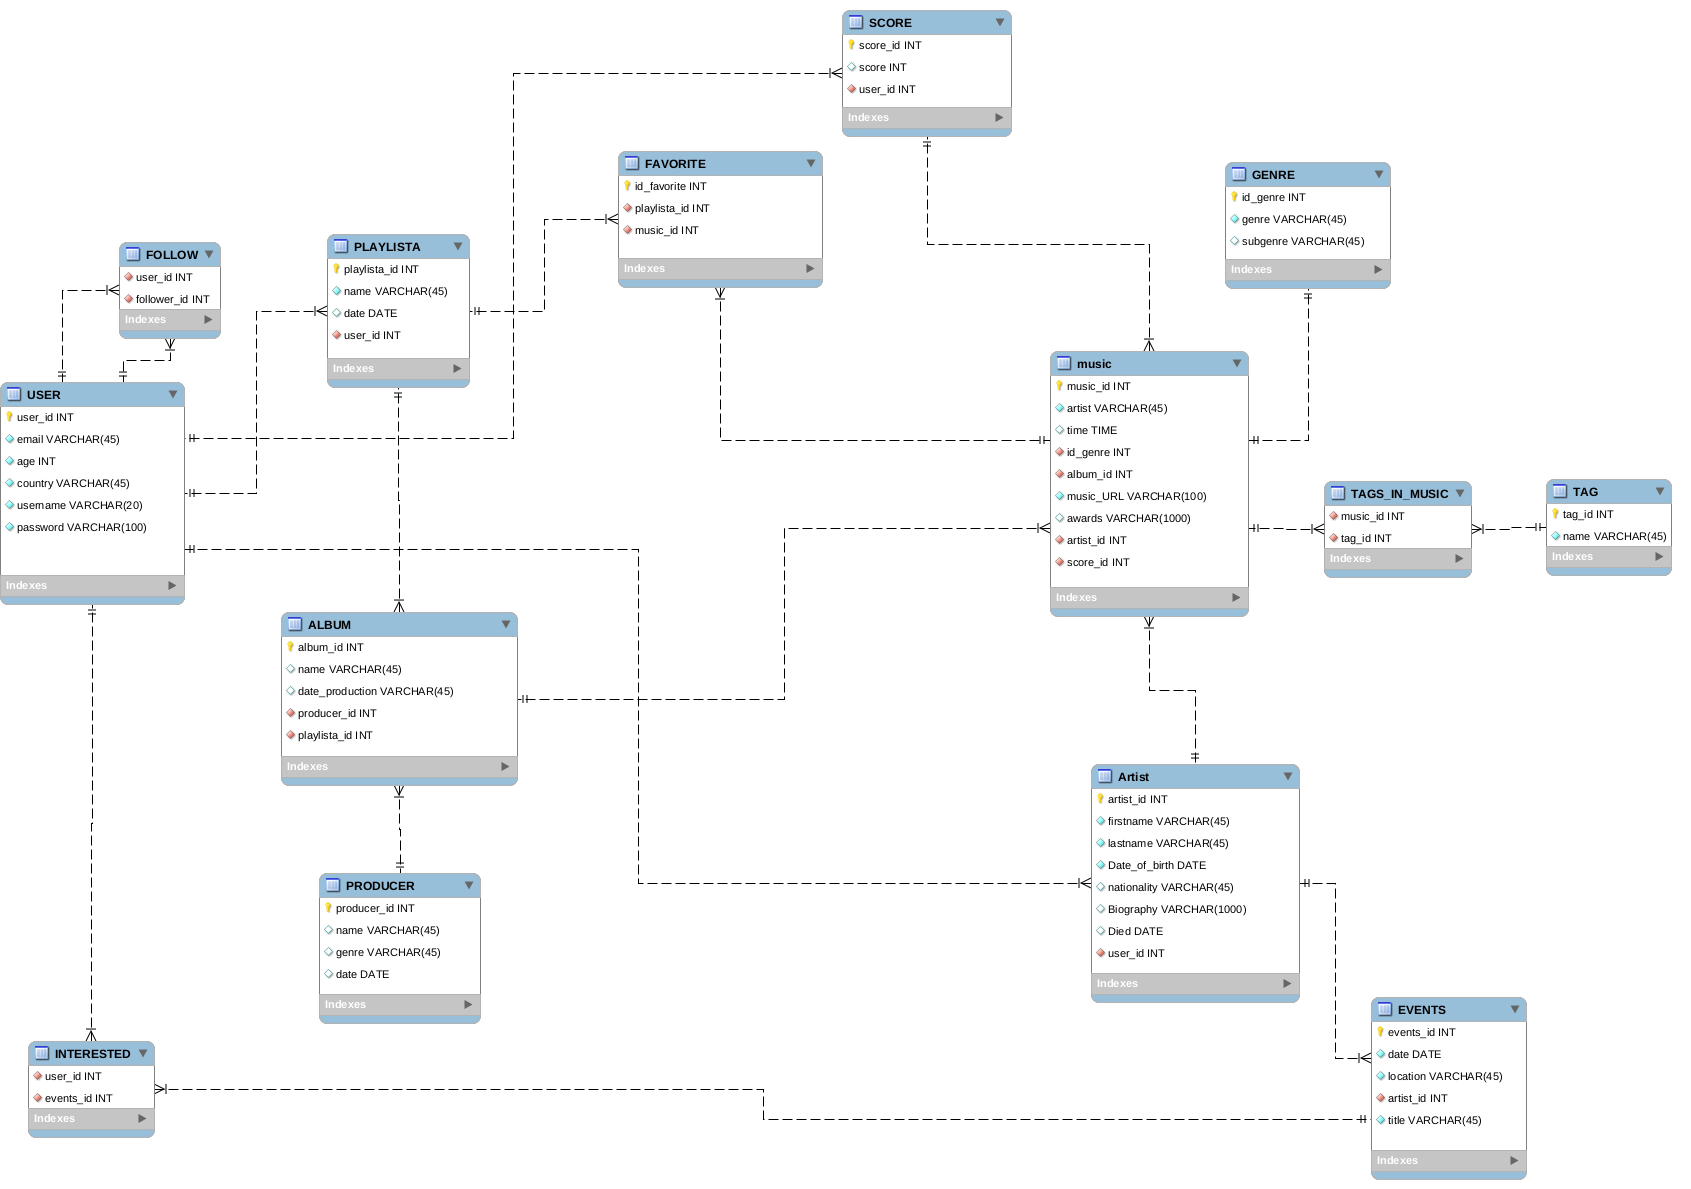 SCORE
score_id INT
score INT
user_id INT
Indexes
FAVORITE
id_favorite INT
playlista_id INT
music_id INT
Indexes
GENRE
id_genre INT
genre VARCHAR(45)
subgenre VARCHAR(45)
Indexes
FOLLOW
user_id INT
follower_id INT
Indexes
PLAYLISTA
playlista_id INT
name VARCHAR(45)
date DATE
user_id INT
Indexes
music
music_id INT
artist VARCHAR(45)
time TIME
id_genre INT
album_id INT
music_URL VARCHAR(100)
awards VARCHAR(1000)
artist_id INT
score_id INT
Indexes
USER
user_id INT
email VARCHAR(45)
age INT
country VARCHAR(45)
username VARCHAR(20)
password VARCHAR(100)
Indexes
TAGS_IN_MUSIC
music_id INT
tag_id INT
Indexes
TAG
tag_id INT
name VARCHAR(45)
Indexes
ALBUM
album_id INT
name VARCHAR(45)
date_production VARCHAR(45)
producer_id INT
playlista_id INT
Indexes
Artist
artist_id INT
firstname VARCHAR(45)
lastname VARCHAR(45)
Date_of_birth DATE
nationality VARCHAR(45)
Biography VARCHAR(1000)
Died DATE
user_id INT
Indexes
PRODUCER
producer_id INT
name VARCHAR(45)
genre VARCHAR(45)
date DATE
Indexes
EVENTS
events_id INT
date DATE
location VARCHAR(45)
artist_id INT
title VARCHAR(45)
Indexes
INTERESTED
user_id INT
events_id INT
Indexes